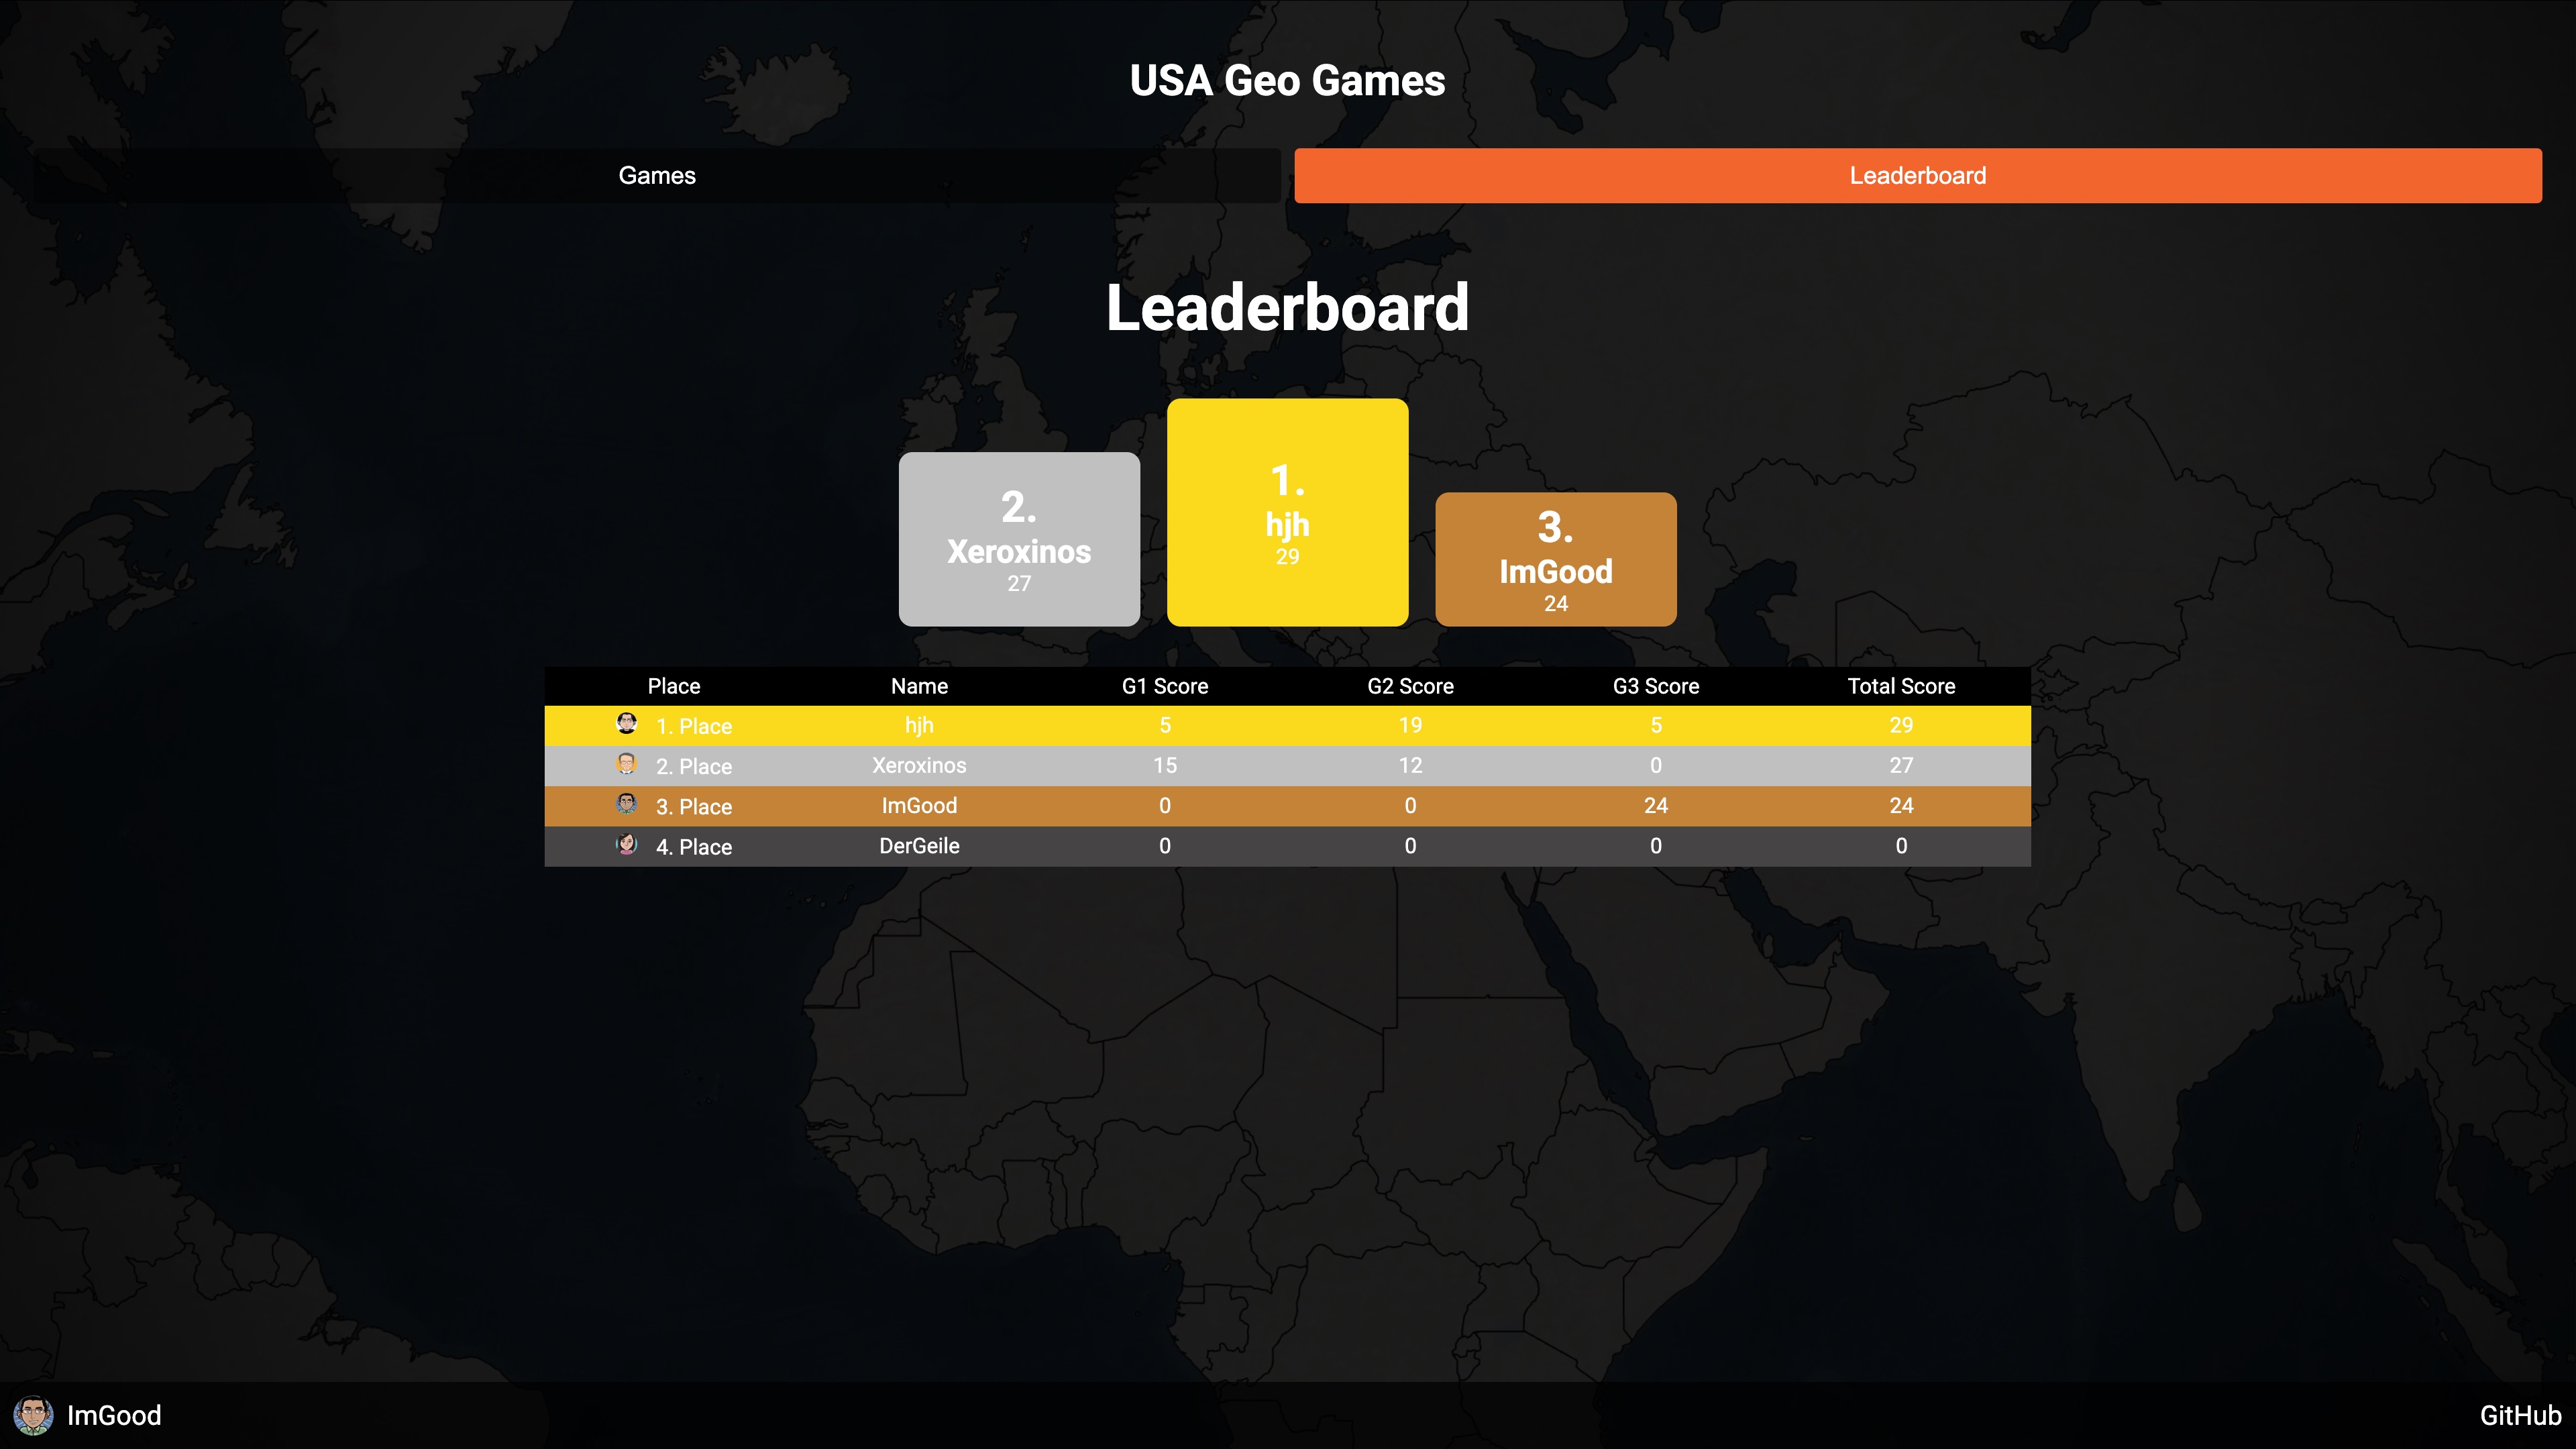 USA Geo Games
Games
Leaderboard
Leaderboard
2.
Xeroxinos
27
1.
hjh
29
3.
ImGood
24
Place Name G1 Score G2 Score G3 Score Total Score
1. Place hjh 5 19 5 29
2. Place Xeroxinos 15 12 0 27
3. Place ImGood 0 0 24 24
4. Place DerGeile 0 0 0 0
ImGood
GitHub